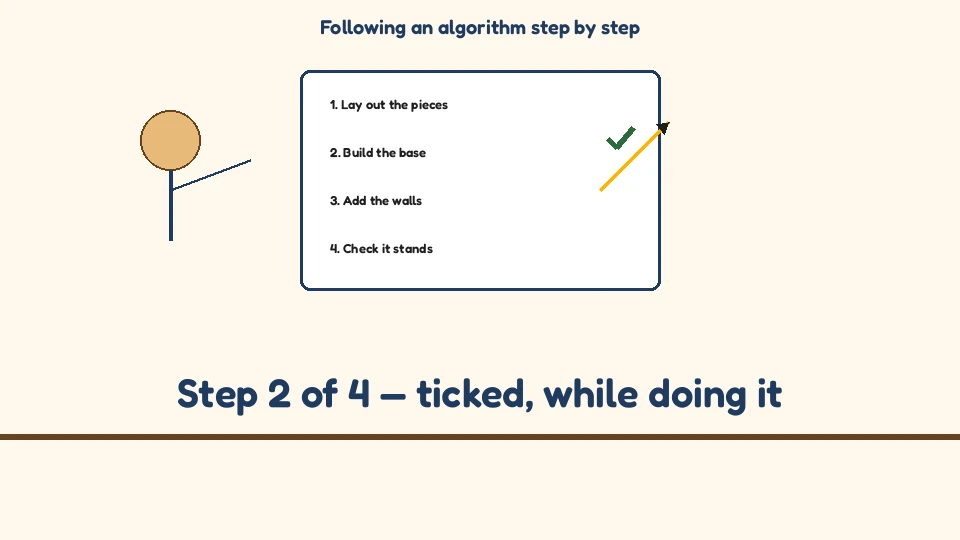 Following an algorithm step by step
1. Lay out the pieces
2. Build the base
3. Add the walls
4. Check it stands
Step 2 of 4 — ticked, while doing it